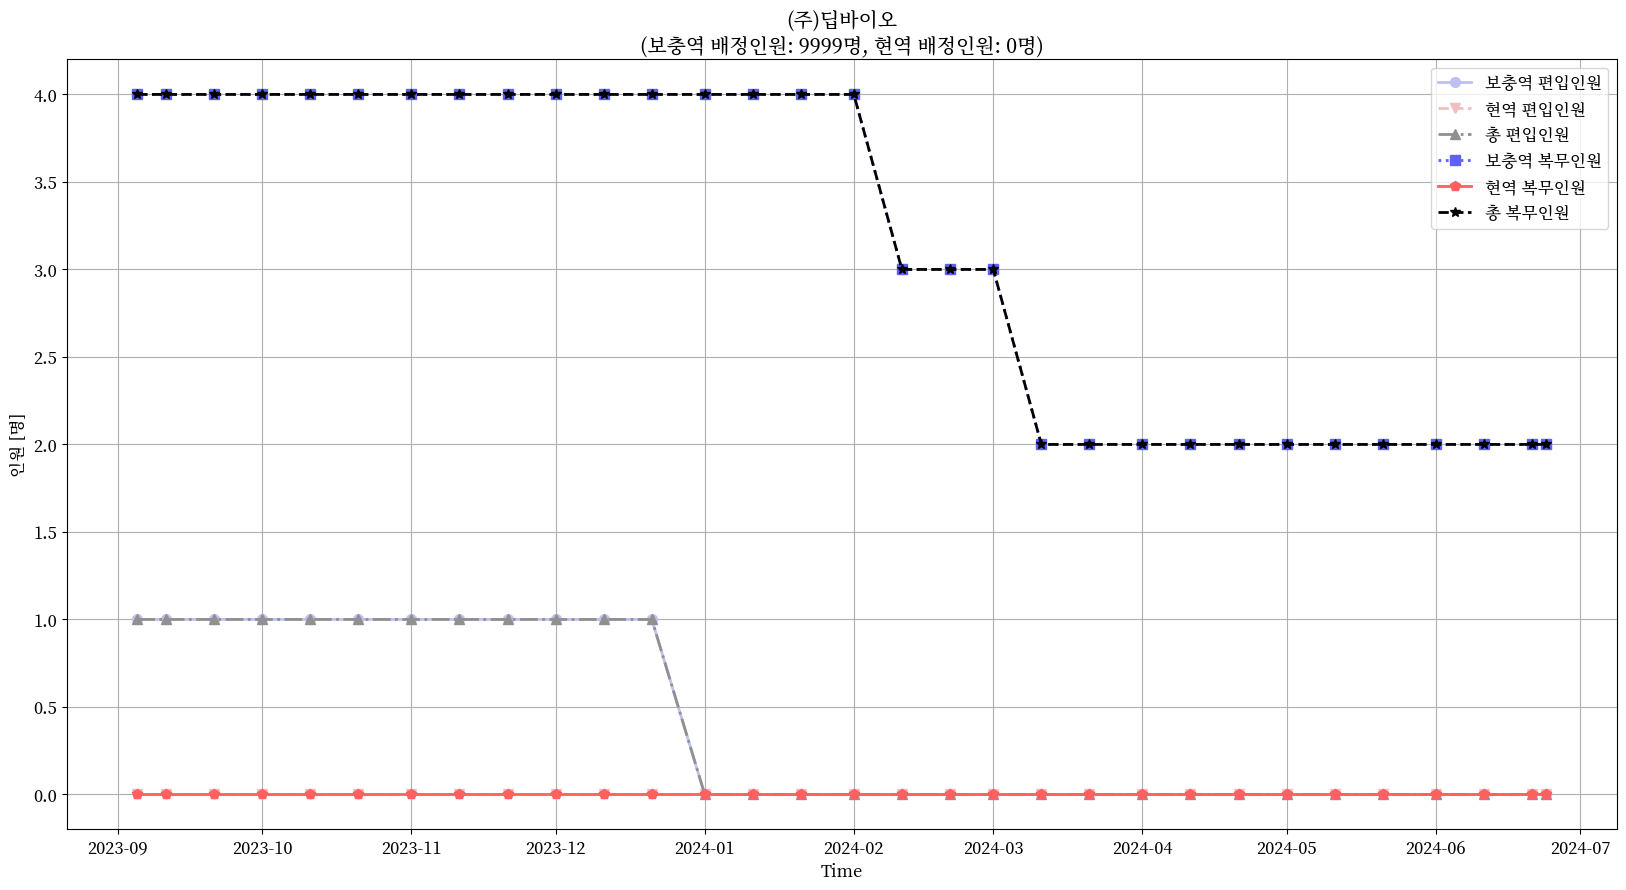 (주)딥바이오
(보충역 배정인원: 9999명, 현역 배정인원: 0명)
보충역 편입인원
현역 편입인원
총 편입인원
보충역 복무인원
현역 복무인원
총 복무인원
인원 [명]
4.0
3.5
3.0
2.5
2.0
1.5
1.0
0.5
0.0
2023-09 2023-10 2023-11 2023-12 2024-01 2024-02 2024-03 2024-04 2024-05 2024-06 2024-07
Time